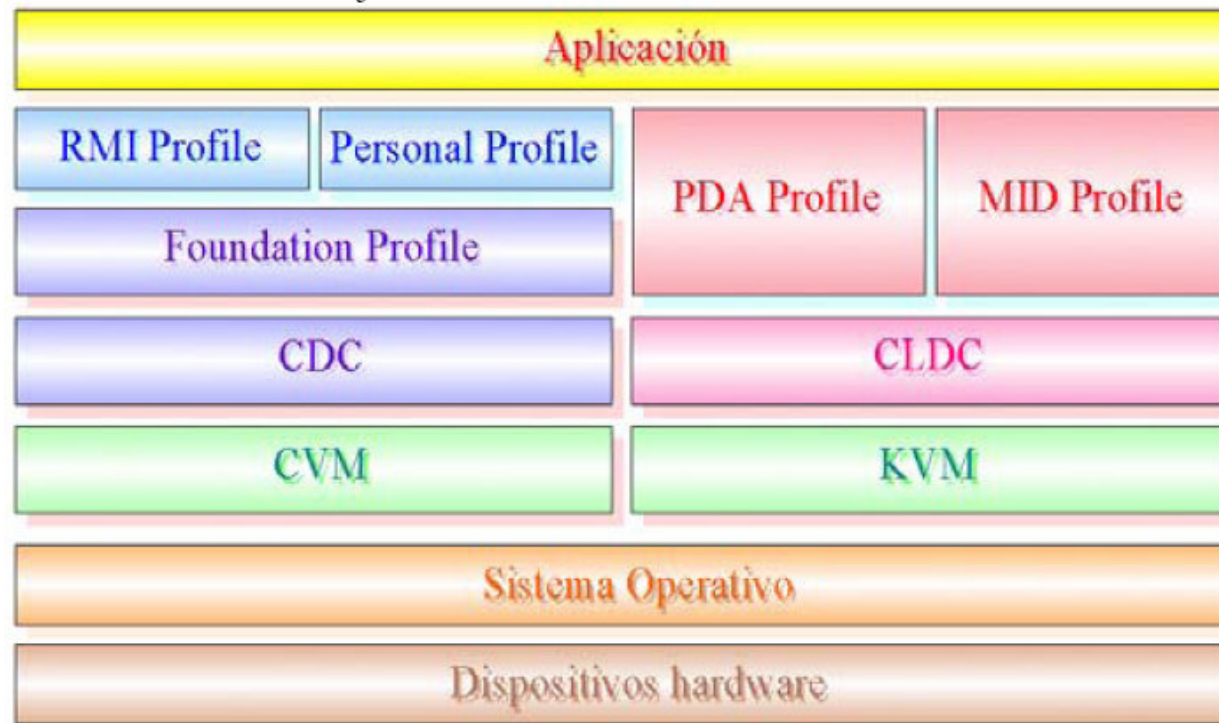 Aplicación
RMI Profile
Personal Profile
PDA Profile
MID Profile
Foundation Profile
CDC
CLDC
CVM
KVM
Sistema Operativo
Dispositivos hardware